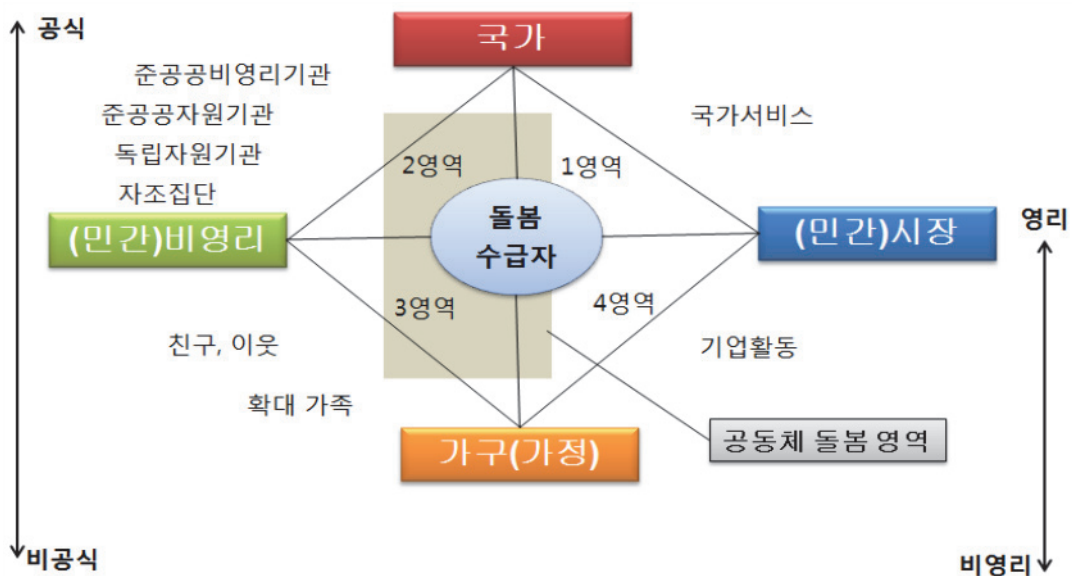 공식
국가
준공공비영리기관
준공공자원기관
국가서비스
독립자원기관
2영역
1영역
자조집단
(민간)비영리
돌봄
수급자
(민간)시장
영리
3영역
4영역
친구, 이웃
기업활동
확대 가족
가구(가정)
공동체 돌봄 영역
비공식
비영리